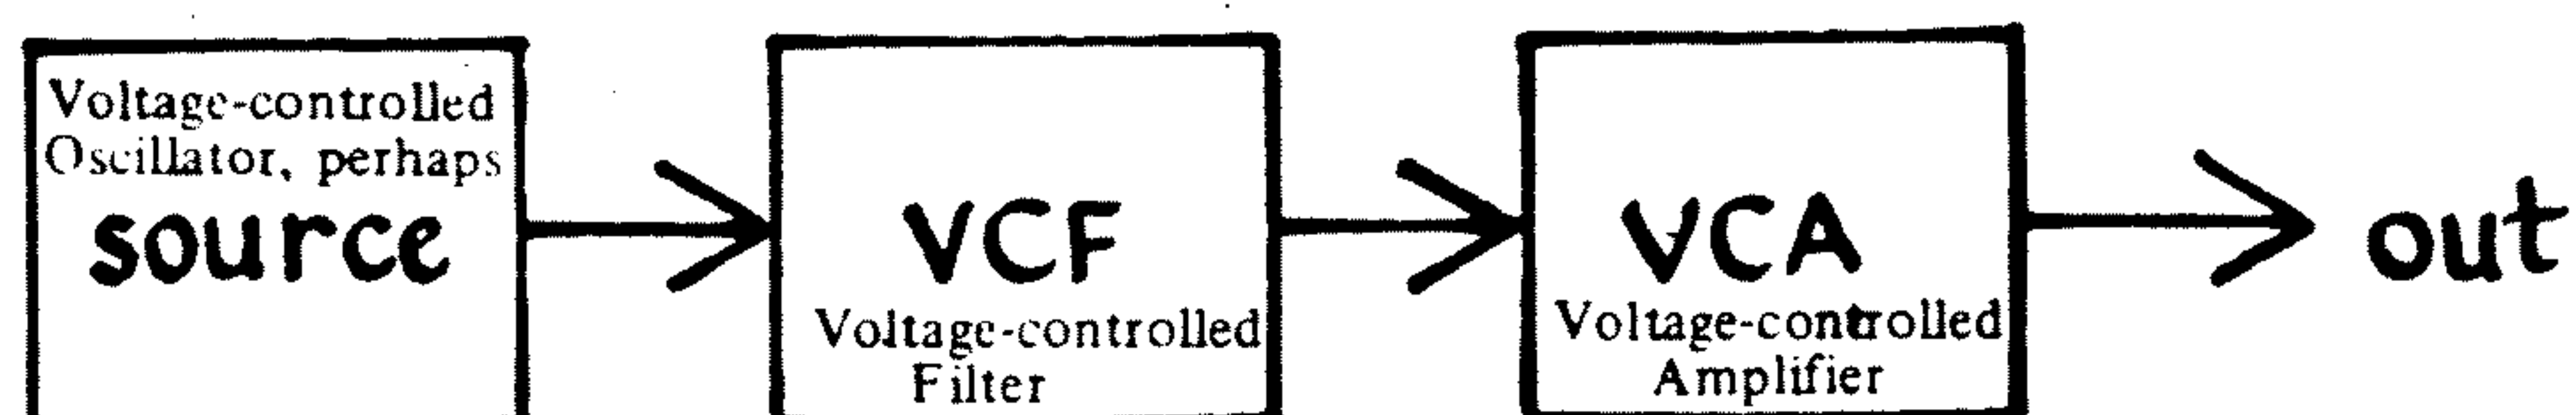 Voltage-controlled
Oscillator, perhaps
source
VCF
Voltage-controlled
Filter
VCA
Voltage-controlled
Amplifier
out